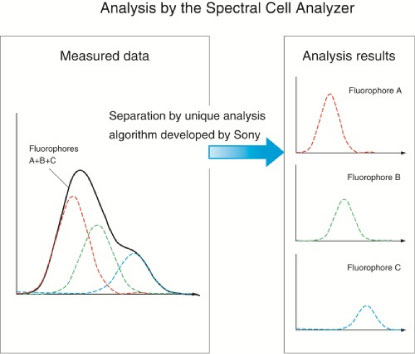 Analysis by the Spectral Cell Analyzer
Measured data
Analysis results
Fluorophores
A+B+C
Separation by unique analysis
algorithm developed by Sony
Fluorophore A
Fluorophore B
Fluorophore C